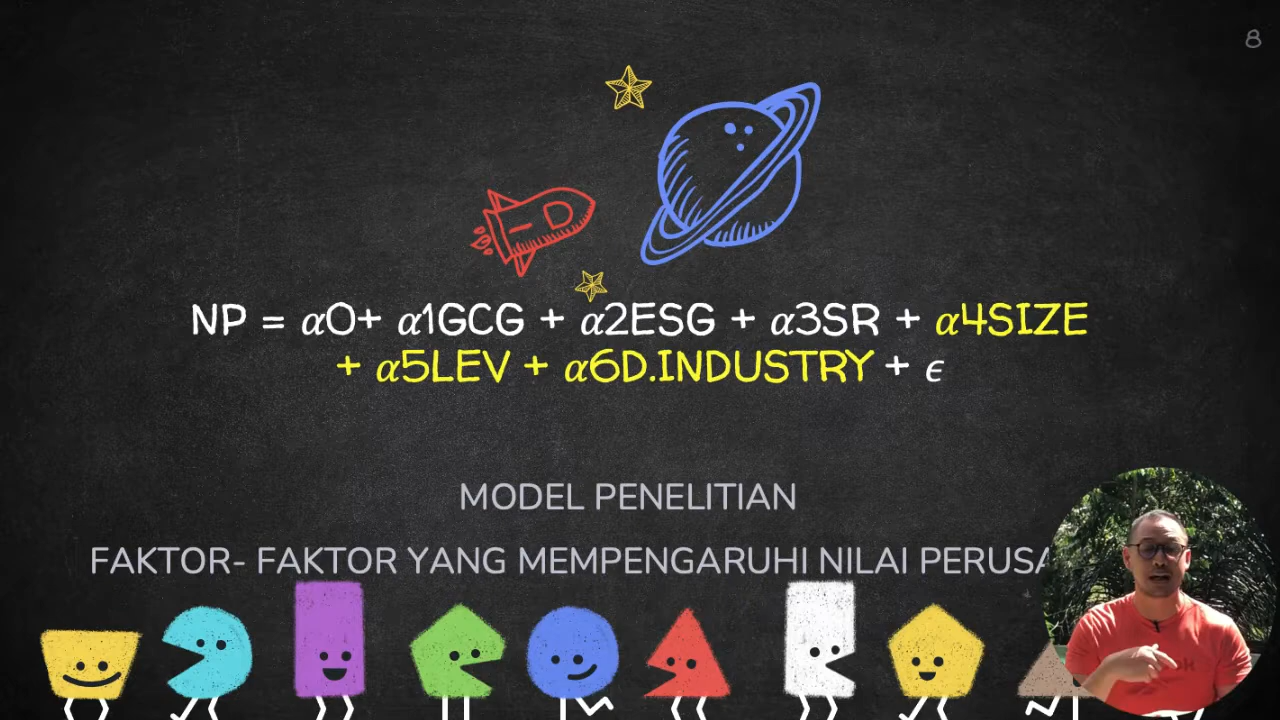 8
NP = α0+ α1GCG + α2ESG + α3SR + α4SIZE
+ α5LEV + α6D.INDUSTRY + ϵ
MODEL PENELITIAN
FAKTOR- FAKTOR YANG MEMPENGARUHI NILAI